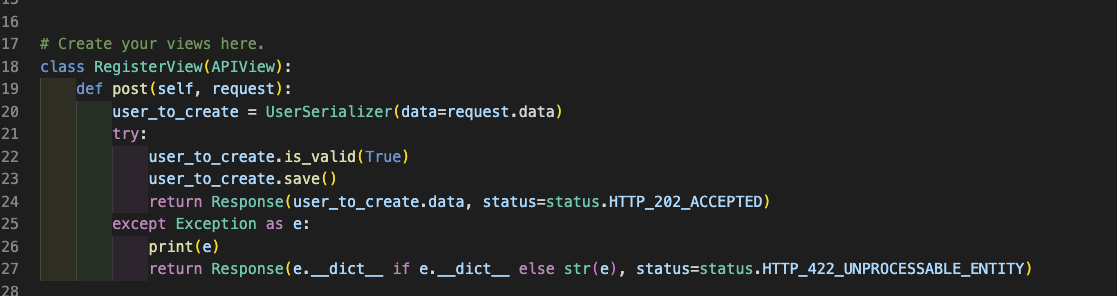 15
16
17 # Create your views here.
18 class RegisterView(APIView):
19     def post(self, request):
20         user_to_create = UserSerializer(data=request.data)
21         try:
22             user_to_create.is_valid(True)
23             user_to_create.save()
24             return Response(user_to_create.data, status=status.HTTP_202_ACCEPTED)
25         except Exception as e:
26             print(e)
27             return Response(e.__dict__ if e.__dict__ else str(e), status=status.HTTP_422_UNPROCESSABLE_ENTITY)
28